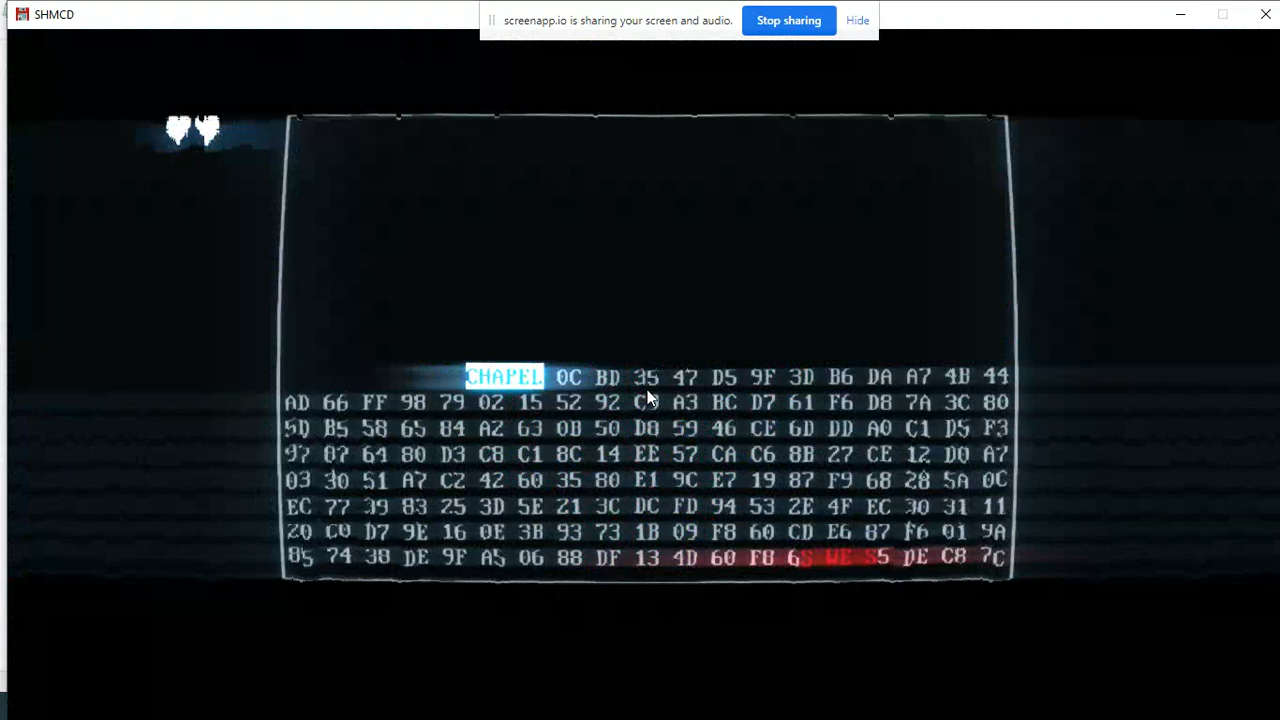 SHMCD
screenapp.io is sharing your screen and audio. Stop sharing Hide
CHAPEL 0C BD 35 47 D5 9F 3D B6 DA A7 4B 44
AD 66 FF 98 79 02 15 52 92 A3 BC D7 61 F6 D8 7A 3C 80
5D B5 58 65 84 A2 63 0B 50 D8 59 46 CE 6D DD A0 C1 D5 F3
97 07 64 80 D3 C8 C1 8C 14 EE 57 CA C6 8B 27 CE 12 D0 A7
03 30 51 A7 C2 42 60 35 80 E1 9C E7 19 87 F9 68 28 5A 0C
EC 77 39 83 25 3D 5E 21 3C DC FD 94 53 2E 4F EC 30 31 11
20 C0 D7 9E 16 0E 3B 93 73 1B 09 F8 60 CD E6 87 F6 01 9A
85 74 38 DE 9F A5 06 88 DF 13 4D 60 F8 6S WE S5 DE C8 7C